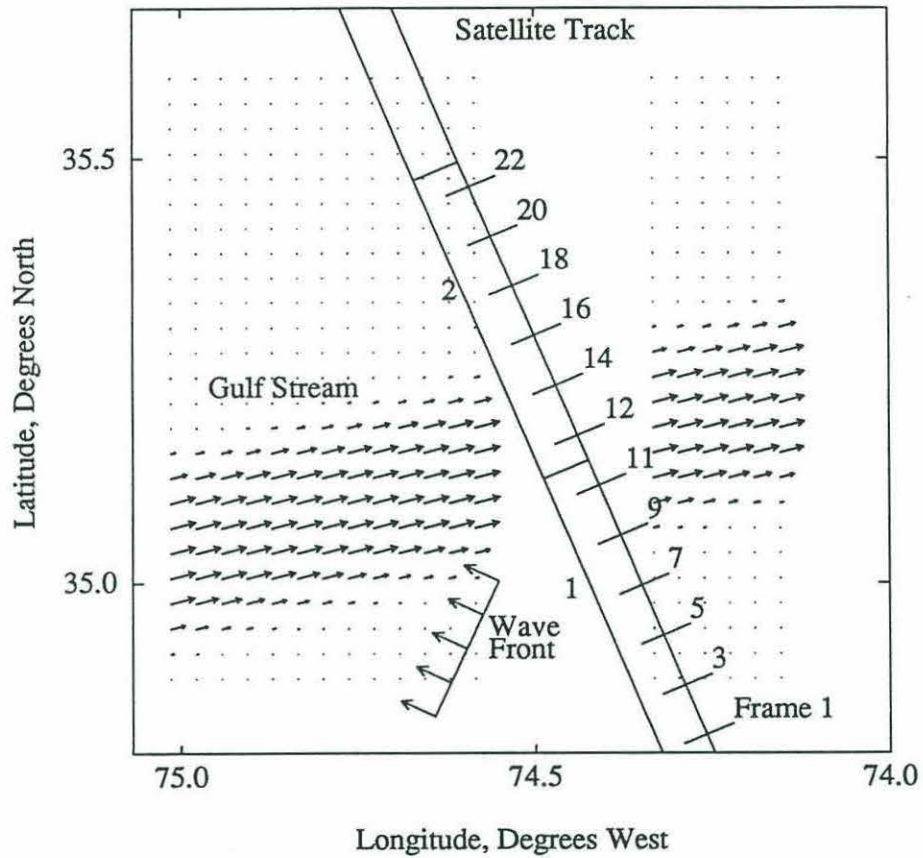 Satellite Track
35.5
22
20
18
2
16
14
Gulf Stream
12
11
9
7
35.0
1
5
Wave
Front
3
Frame 1
75.0
74.5
74.0
Latitude, Degrees North
Longitude, Degrees West